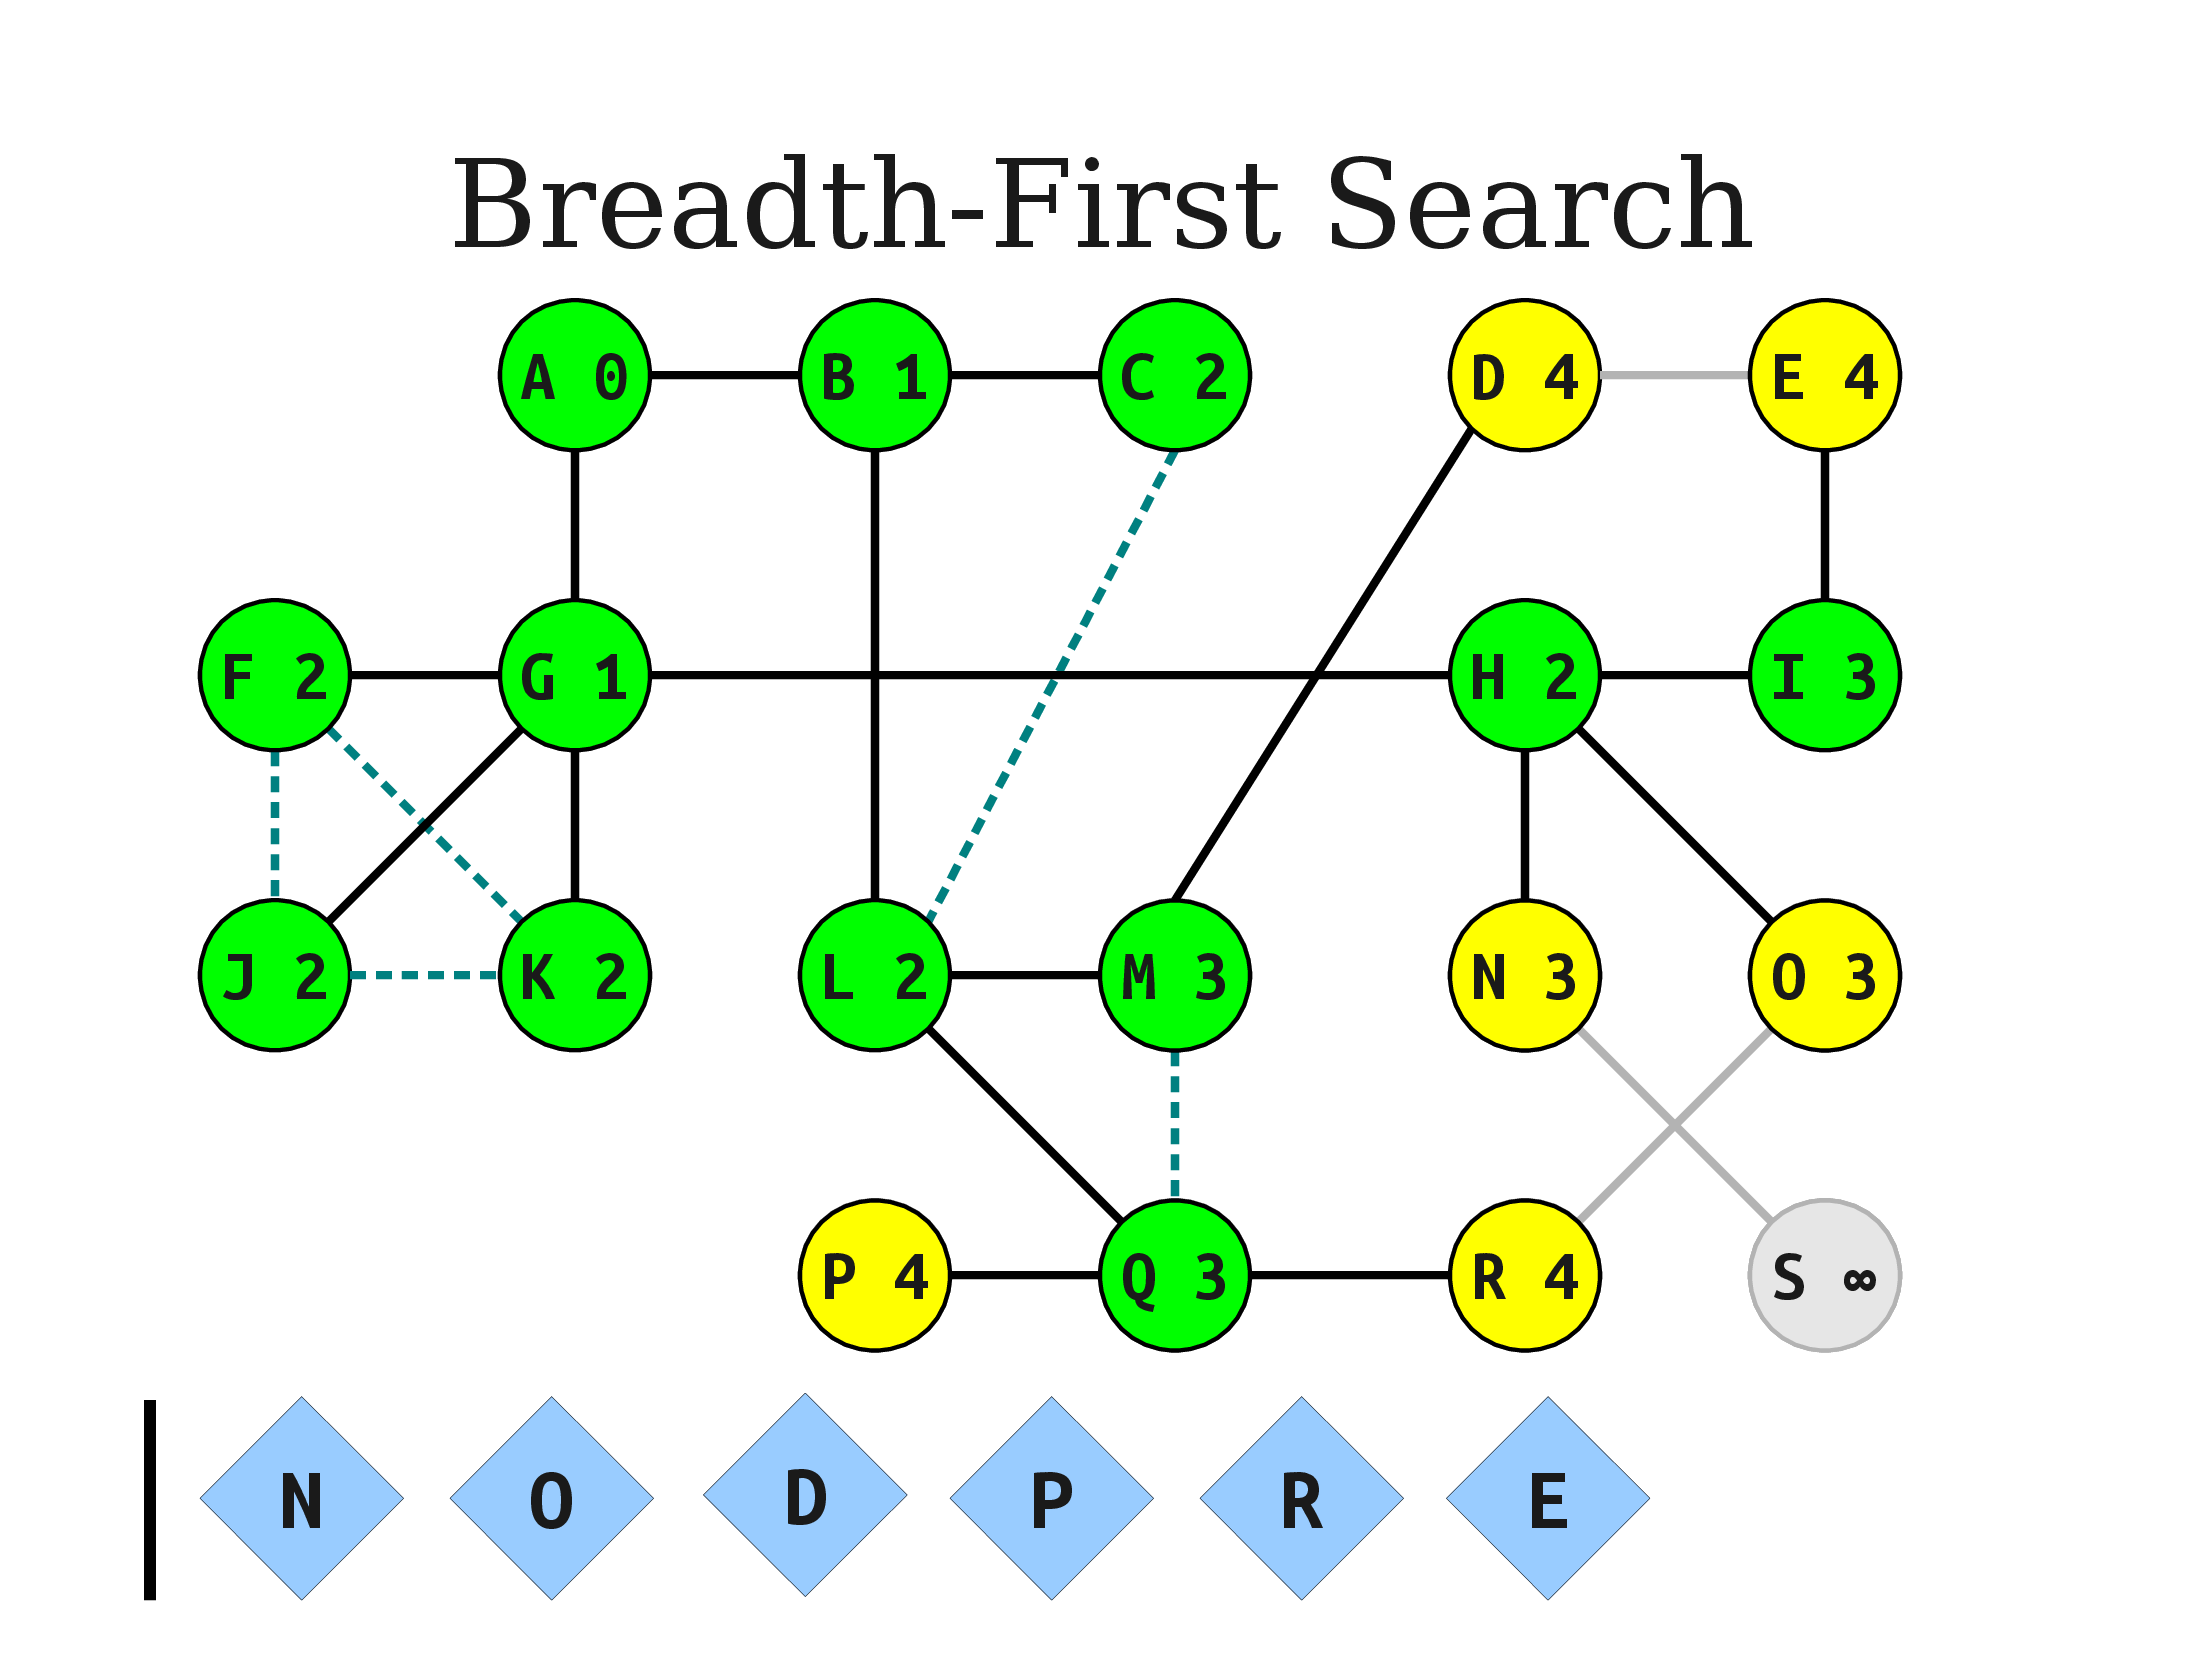 Breadth-First Search
A 0 B 1 C 2 D 4 E 4
F 2 G 1 H 2 I 3
J 2 K 2 L 2 M 3 N 3 O 3
P 4 Q 3 R 4 S ∞
N O D P R E